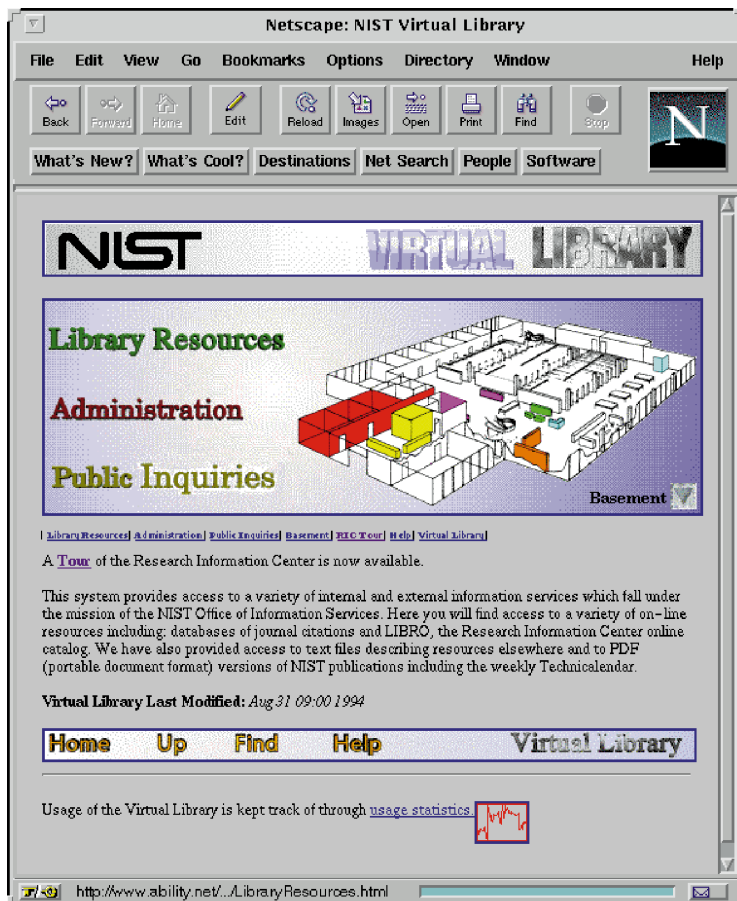 Netscape: NIST Virtual Library
File Edit View Go Bookmarks Options Directory Window Help
Back Forward Home Edit Reload Images Open Print Find Stop
N
What's New? What's Cool? Destinations Net Search People Software
NIST VIRTUAL LIBRARY
Library Resources
Administration
Public Inquiries
Basement
| Library Resources| Administration| Public Inquiries| Basement| RIC Tour| Help| Virtual Library|
A Tour of the Research Information Center is now available.
This system provides access to a variety of internal and external information services which fall under
the mission of the NIST Office of Information Services. Here you will find access to a variety of on-line
resources including: databases of journal citations and LIBRO, the Research Information Center online
catalog. We have also provided access to text files describing resources elsewhere and to PDF
(portable document format) versions of NIST publications including the weekly Technicalendar.
Virtual Library Last Modified: Aug 31 09:00 1994
Home Up Find Help Virtual Library
Usage of the Virtual Library is kept track of through usage statistics.
http://www.ability.net/.../LibraryResources.html